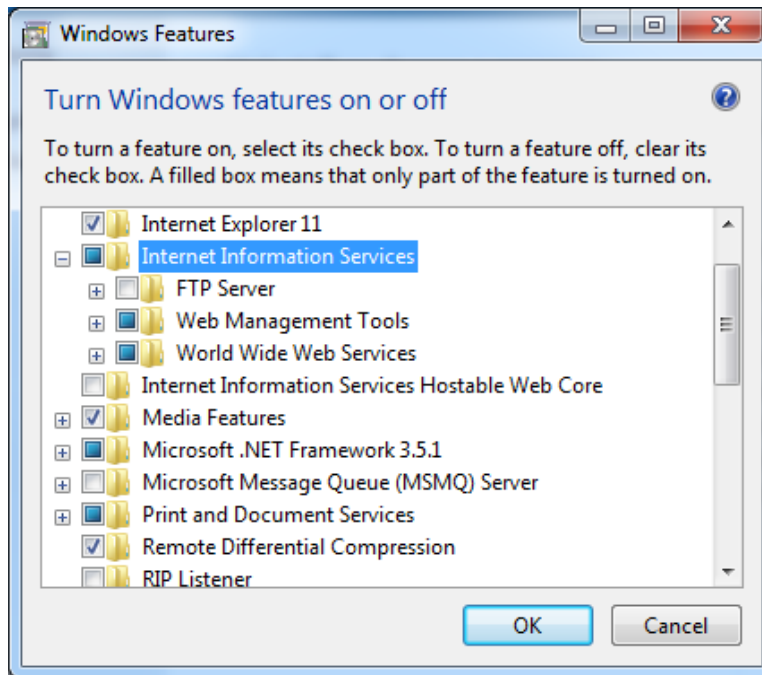 Windows Features
Turn Windows features on or off
To turn a feature on, select its check box. To turn a feature off, clear its
check box. A filled box means that only part of the feature is turned on.
Internet Explorer 11
Internet Information Services
FTP Server
Web Management Tools
World Wide Web Services
Internet Information Services Hostable Web Core
Media Features
Microsoft .NET Framework 3.5.1
Microsoft Message Queue (MSMQ) Server
Print and Document Services
Remote Differential Compression
RIP Listener
OK
Cancel